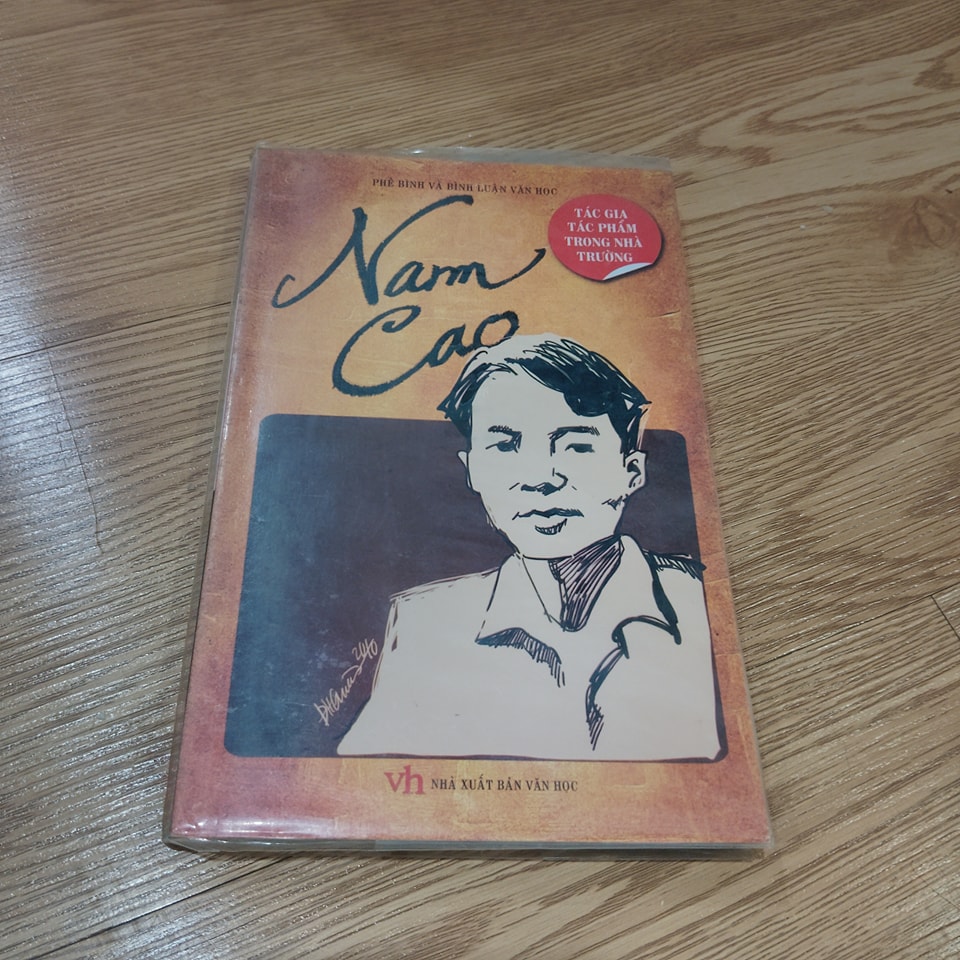 PHÊ BÌNH VÀ BÌNH LUẬN VĂN HỌC
Nam
Cao
TÁC GIA
TÁC PHẨM
TRONG NHÀ
TRƯỜNG
vh NHÀ XUẤT BẢN VĂN HỌC